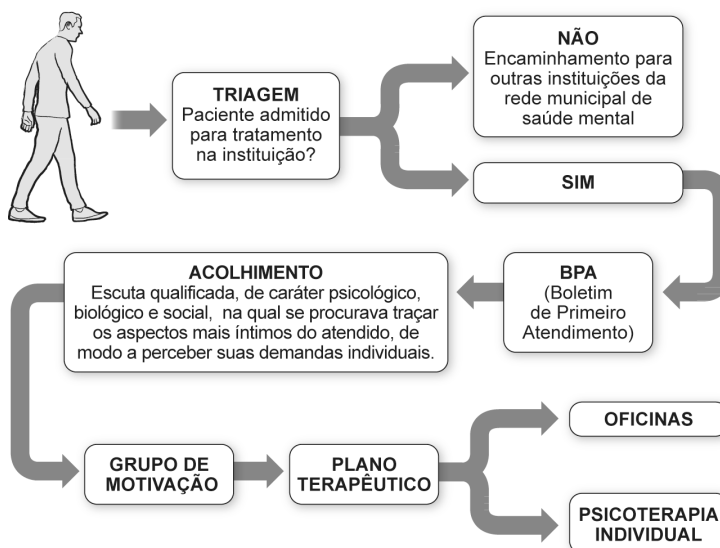 TRIAGEM
Paciente admitido
para tratamento
na instituição?
NÃO
Encaminhamento para
outras instituições da
rede municipal de
saúde mental
SIM
BPA
(Boletim
de Primeiro
Atendimento)
ACOLHIMENTO
Escuta qualificada, de caráter psicológico,
biológico e social, na qual se procurava traçar
os aspectos mais íntimos do atendido, de
modo a perceber suas demandas individuais.
GRUPO DE
MOTIVAÇÃO
PLANO
TERAPÊUTICO
OFICINAS
PSICOTERAPIA
INDIVIDUAL